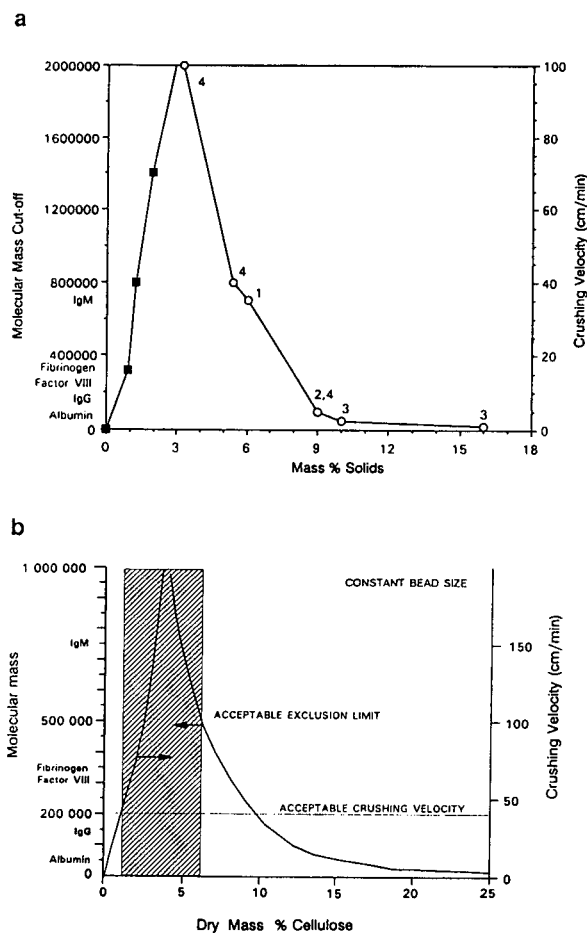 a
Molecular Mass Cut-off
2000000
1600000
1200000
800000
IgM
400000
Fibrinogen
Factor VIII
IgG
Albumin
0
4
4
1
2,4
3
3
100
80
60
40
20
0
Crushing Velocity (cm/min)
0 3 6 9 12 15 18
Mass % Solids
b
Molecular mass
1 000 000
IgM
500 000
Fibrinogen
Factor VIII
200 000
IgG
Albumin
0
CONSTANT BEAD SIZE
ACCEPTABLE EXCLUSION LIMIT
ACCEPTABLE CRUSHING VELOCITY
150
100
50
0
Crushing Velocity (cm/min)
0 5 10 15 20 25
Dry Mass % Cellulose